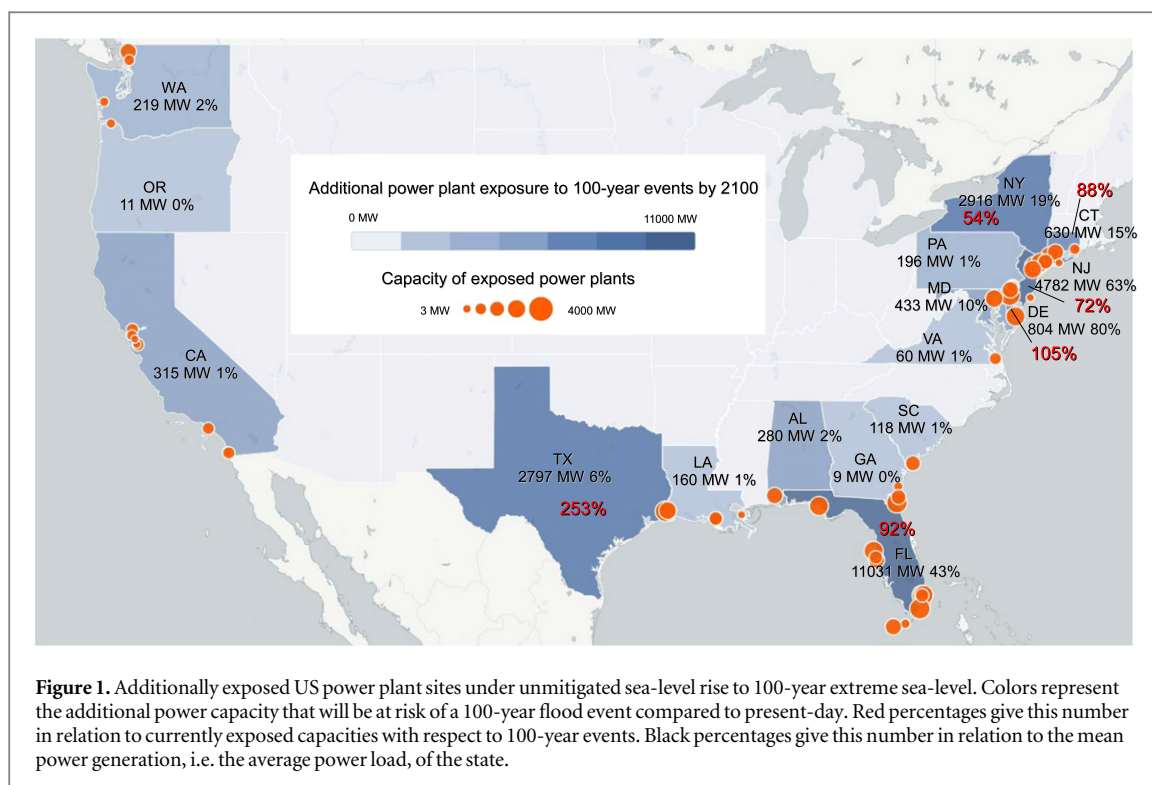 WA
219 MW 2%
OR
11 MW 0%
CA
315 MW 1%
Additional power plant exposure to 100-year events by 2100
0 MW 11000 MW
Capacity of exposed power plants
3 MW 4000 MW
NY
2916 MW 19%
54%
88%
CT
630 MW 15%
PA
196 MW 1%
NJ
4782 MW 63%
72%
MD
433 MW 10%
DE
804 MW 80%
105%
VA
60 MW 1%
TX
2797 MW 6%
253%
LA
160 MW 1%
AL
280 MW 2%
SC
118 MW 1%
GA
9 MW 0%
92%
FL
11031 MW 43%
Figure 1. Additionally exposed US power plant sites under unmitigated sea-level rise to 100-year extreme sea-level. Colors represent
the additional power capacity that will be at risk of a 100-year flood event compared to present-day. Red percentages give this number
in relation to currently exposed capacities with respect to 100-year events. Black percentages give this number in relation to the mean
power generation, i.e. the average power load, of the state.